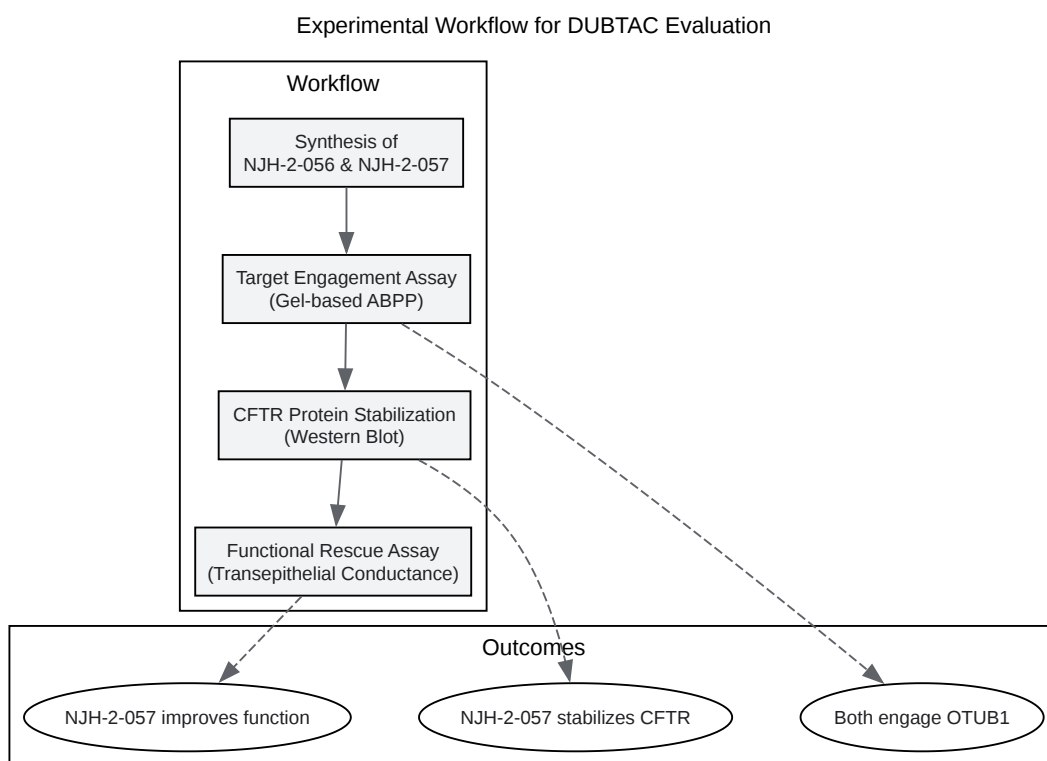 Experimental Workflow for DUBTAC Evaluation
Workflow
Synthesis of
NJH-2-056 & NJH-2-057
Target Engagement Assay
(Gel-based ABPP)
CFTR Protein Stabilization
(Western Blot)
Functional Rescue Assay
(Transepithelial Conductance)
Outcomes
NJH-2-057 improves function
NJH-2-057 stabilizes CFTR
Both engage OTUB1